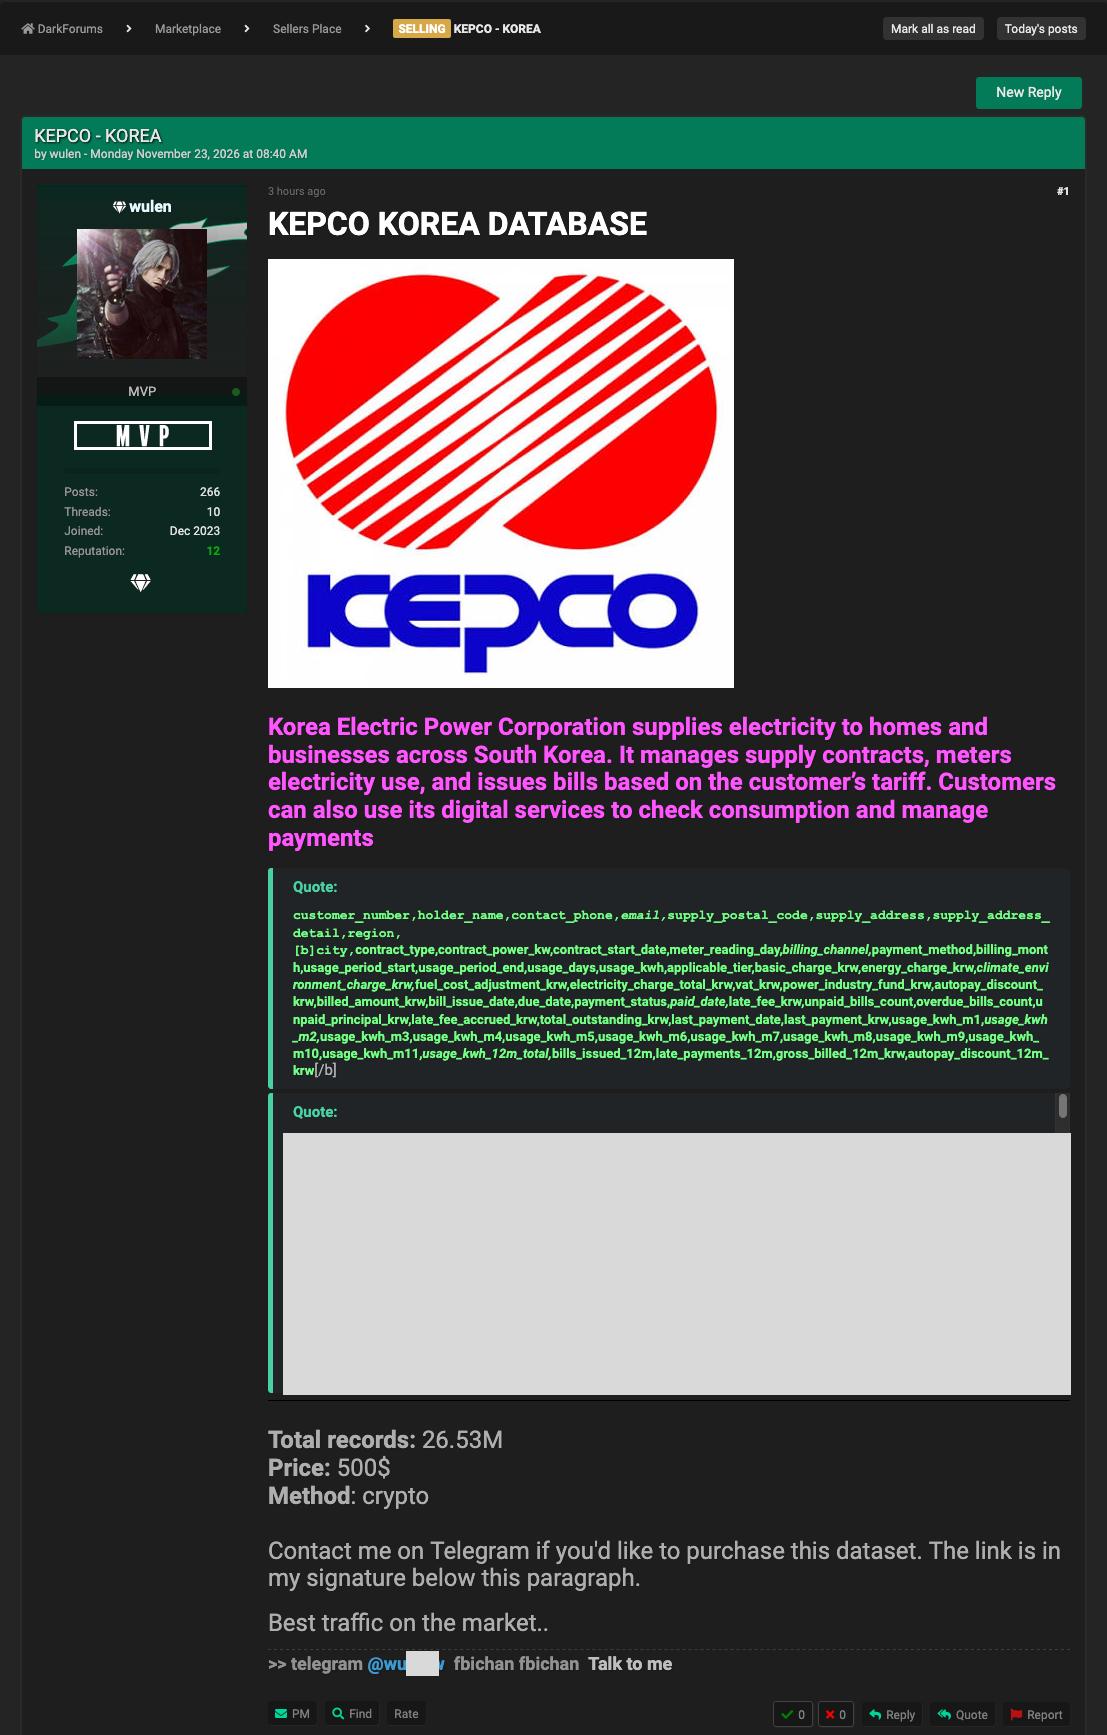 DarkForums
Marketplace
Sellers Place
SELLING KEPCO - KOREA
Mark all as read
Today's posts
New Reply
KEPCO - KOREA
by wulen - Monday November 23, 2026 at 08:40 AM
wulen
MVP
MVP
Posts: 266
Threads: 10
Joined: Dec 2023
Reputation: 12
3 hours ago
#1
KEPCO KOREA DATABASE
KEPCO
Korea Electric Power Corporation supplies electricity to homes and
businesses across South Korea. It manages supply contracts, meters
electricity use, and issues bills based on the customer’s tariff. Customers
can also use its digital services to check consumption and manage
payments
Quote:
customer_number,holder_name,contact_phone,email,supply_postal_code,supply_address,supply_address_
detail,region,
[b]city,contract_type,contract_power_kw,contract_start_date,meter_reading_day,billing_channel,payment_method,billing_mont
h,usage_period_start,usage_period_end,usage_days,usage_kwh,applicable_tier,basic_charge_krw,energy_charge_krw,climate_envi
ronment_charge_krw,fuel_cost_adjustment_krw,electricity_charge_total_krw,vat_krw,power_industry_fund_krw,autopay_discount_
krw,billed_amount_krw,bill_issue_date,due_date,payment_status,paid_date,late_fee_krw,unpaid_bills_count,overdue_bills_count,u
npaid_principal_krw,late_fee_accrued_krw,total_outstanding_krw,last_payment_date,last_payment_krw,usage_kwh_m1,usage_kwh
_m2,usage_kwh_m3,usage_kwh_m4,usage_kwh_m5,usage_kwh_m6,usage_kwh_m7,usage_kwh_m8,usage_kwh_m9,usage_kwh_
m10,usage_kwh_m11,usage_kwh_12m_total,bills_issued_12m,late_payments_12m,gross_billed_12m_krw,autopay_discount_12m_
krw[/b]
Quote:
Total records: 26.53M
Price: 500$
Method: crypto
Contact me on Telegram if you'd like to purchase this dataset. The link is in
my signature below this paragraph.
Best traffic on the market..
>> telegram fbichan fbichan Talk to me
PM
Find
Rate
0
0
Reply
Quote
Report